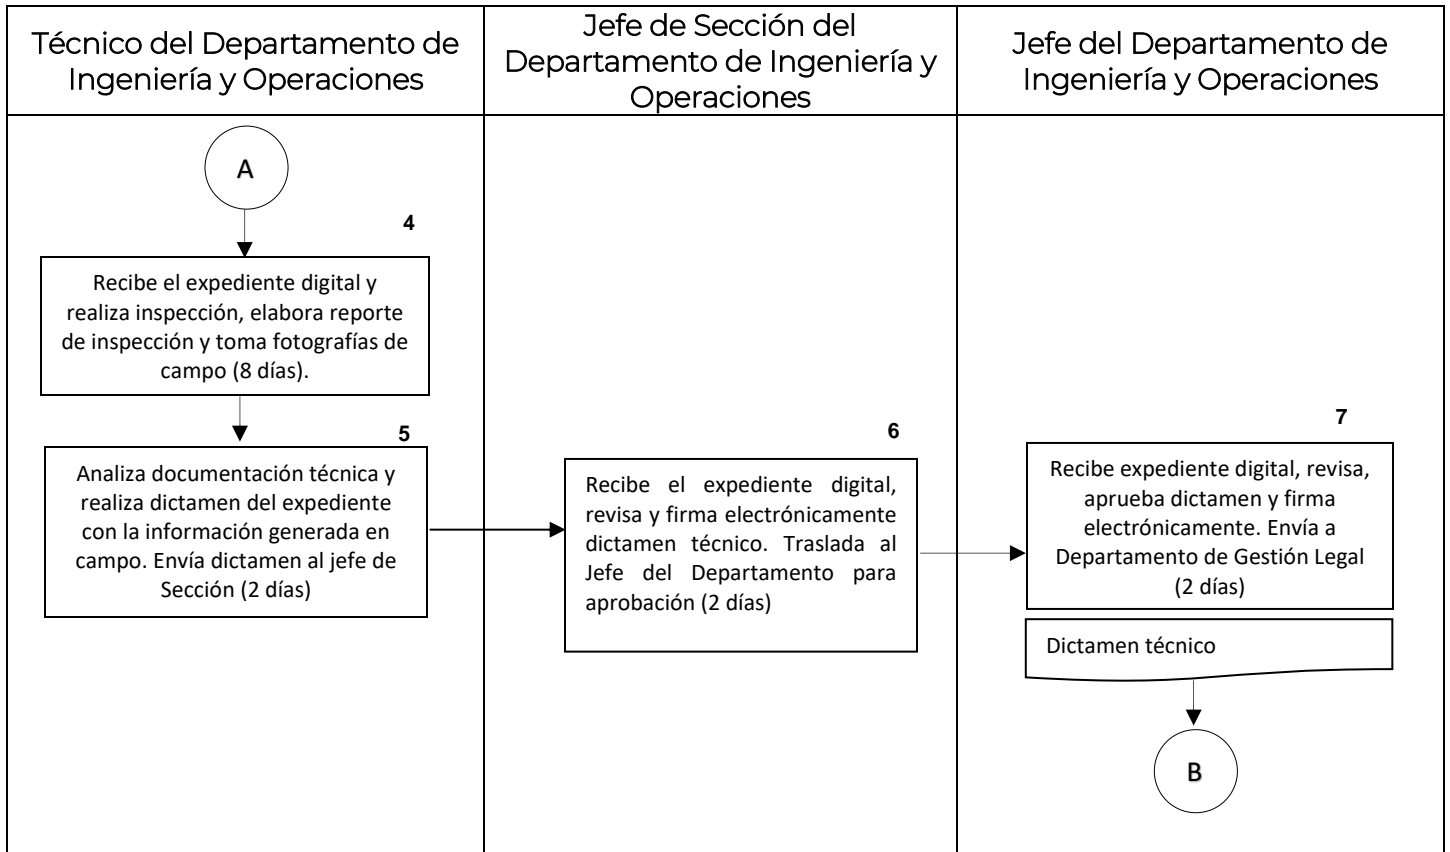 Técnico del Departamento de
Ingeniería y Operaciones
Jefe de Sección del
Departamento de Ingeniería y
Operaciones
Jefe del Departamento de
Ingeniería y Operaciones
A
4
Recibe el expediente digital y
realiza inspección, elabora reporte
de inspección y toma fotografías de
campo (8 días).
5
Analiza documentación técnica y
realiza dictamen del expediente
con la información generada en
campo. Envía dictamen al jefe de
Sección (2 días)
6
Recibe el expediente digital,
revisa y firma electrónicamente
dictamen técnico. Traslada al
Jefe del Departamento para
aprobación (2 días)
7
Recibe expediente digital, revisa,
aprueba dictamen y firma
electrónicamente. Envía a
Departamento de Gestión Legal
(2 días)
Dictamen técnico
B